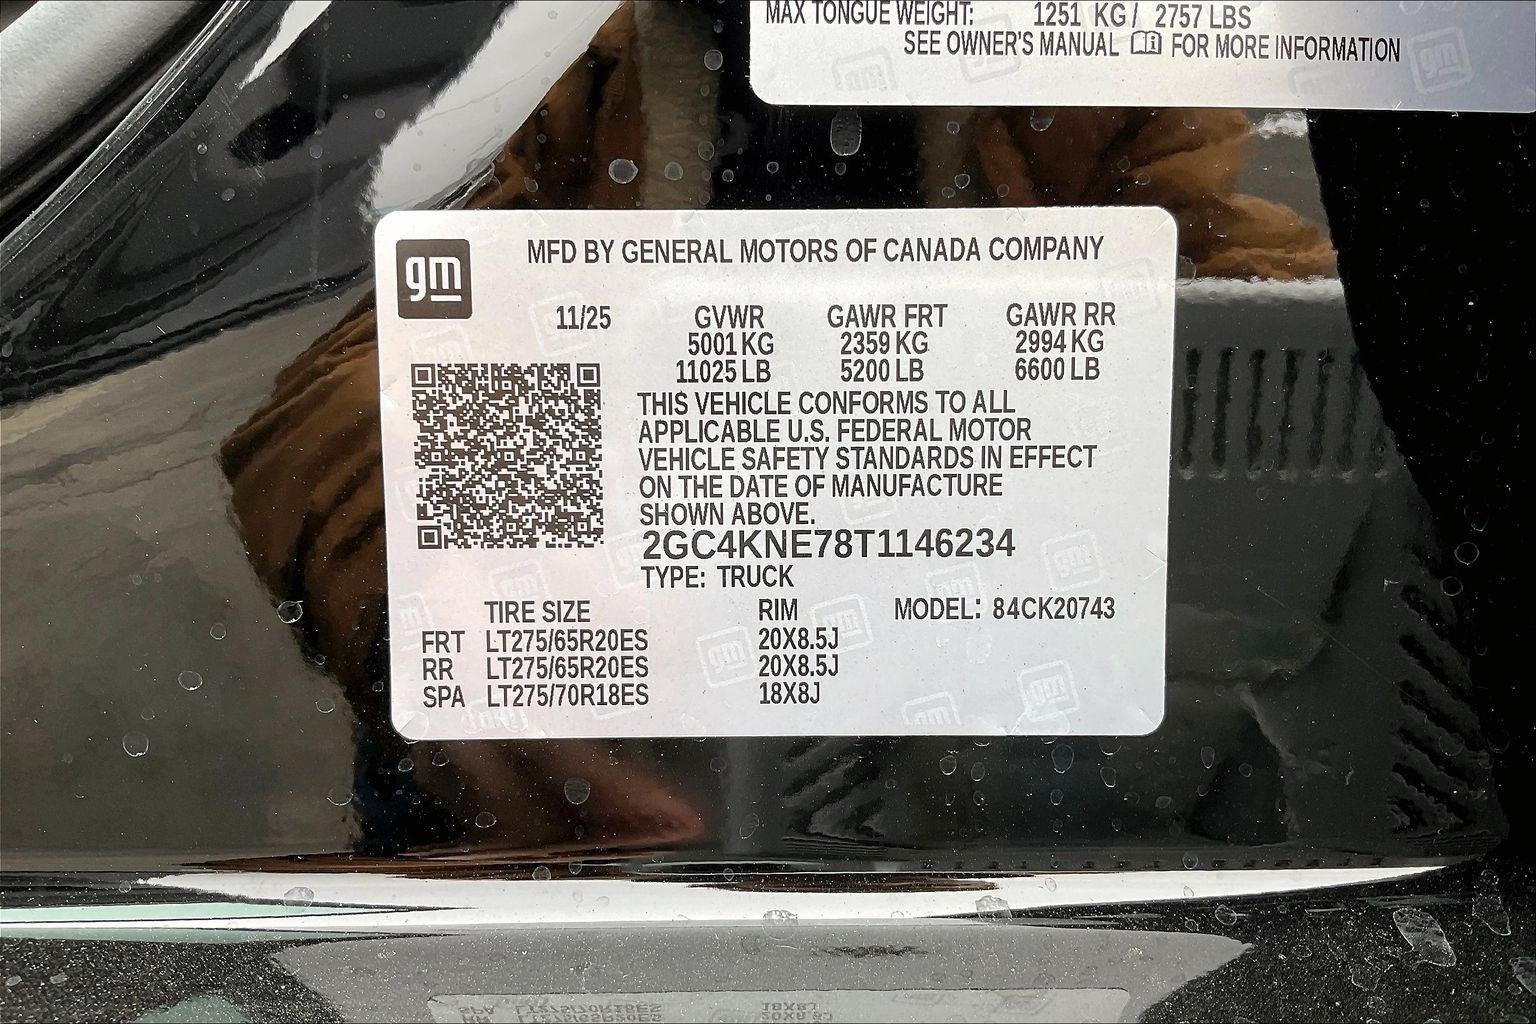 MAX TONGUE WEIGHT: 1251 KG / 2757 LBS
SEE OWNER'S MANUAL FOR MORE INFORMATION
gm
MFD BY GENERAL MOTORS OF CANADA COMPANY
11/25 GVWR GAWR FRT GAWR RR
5001 KG 2359 KG 2994 KG
11025 LB 5200 LB 6600 LB
THIS VEHICLE CONFORMS TO ALL
APPLICABLE U.S. FEDERAL MOTOR
VEHICLE SAFETY STANDARDS IN EFFECT
ON THE DATE OF MANUFACTURE
SHOWN ABOVE.
2GC4KNE78T1146234
TYPE: TRUCK
TIRE SIZE RIM MODEL: 84CK20743
FRT LT275/65R20ES 20X8.5J
RR LT275/65R20ES 20X8.5J
SPA LT275/70R18ES 18X8J